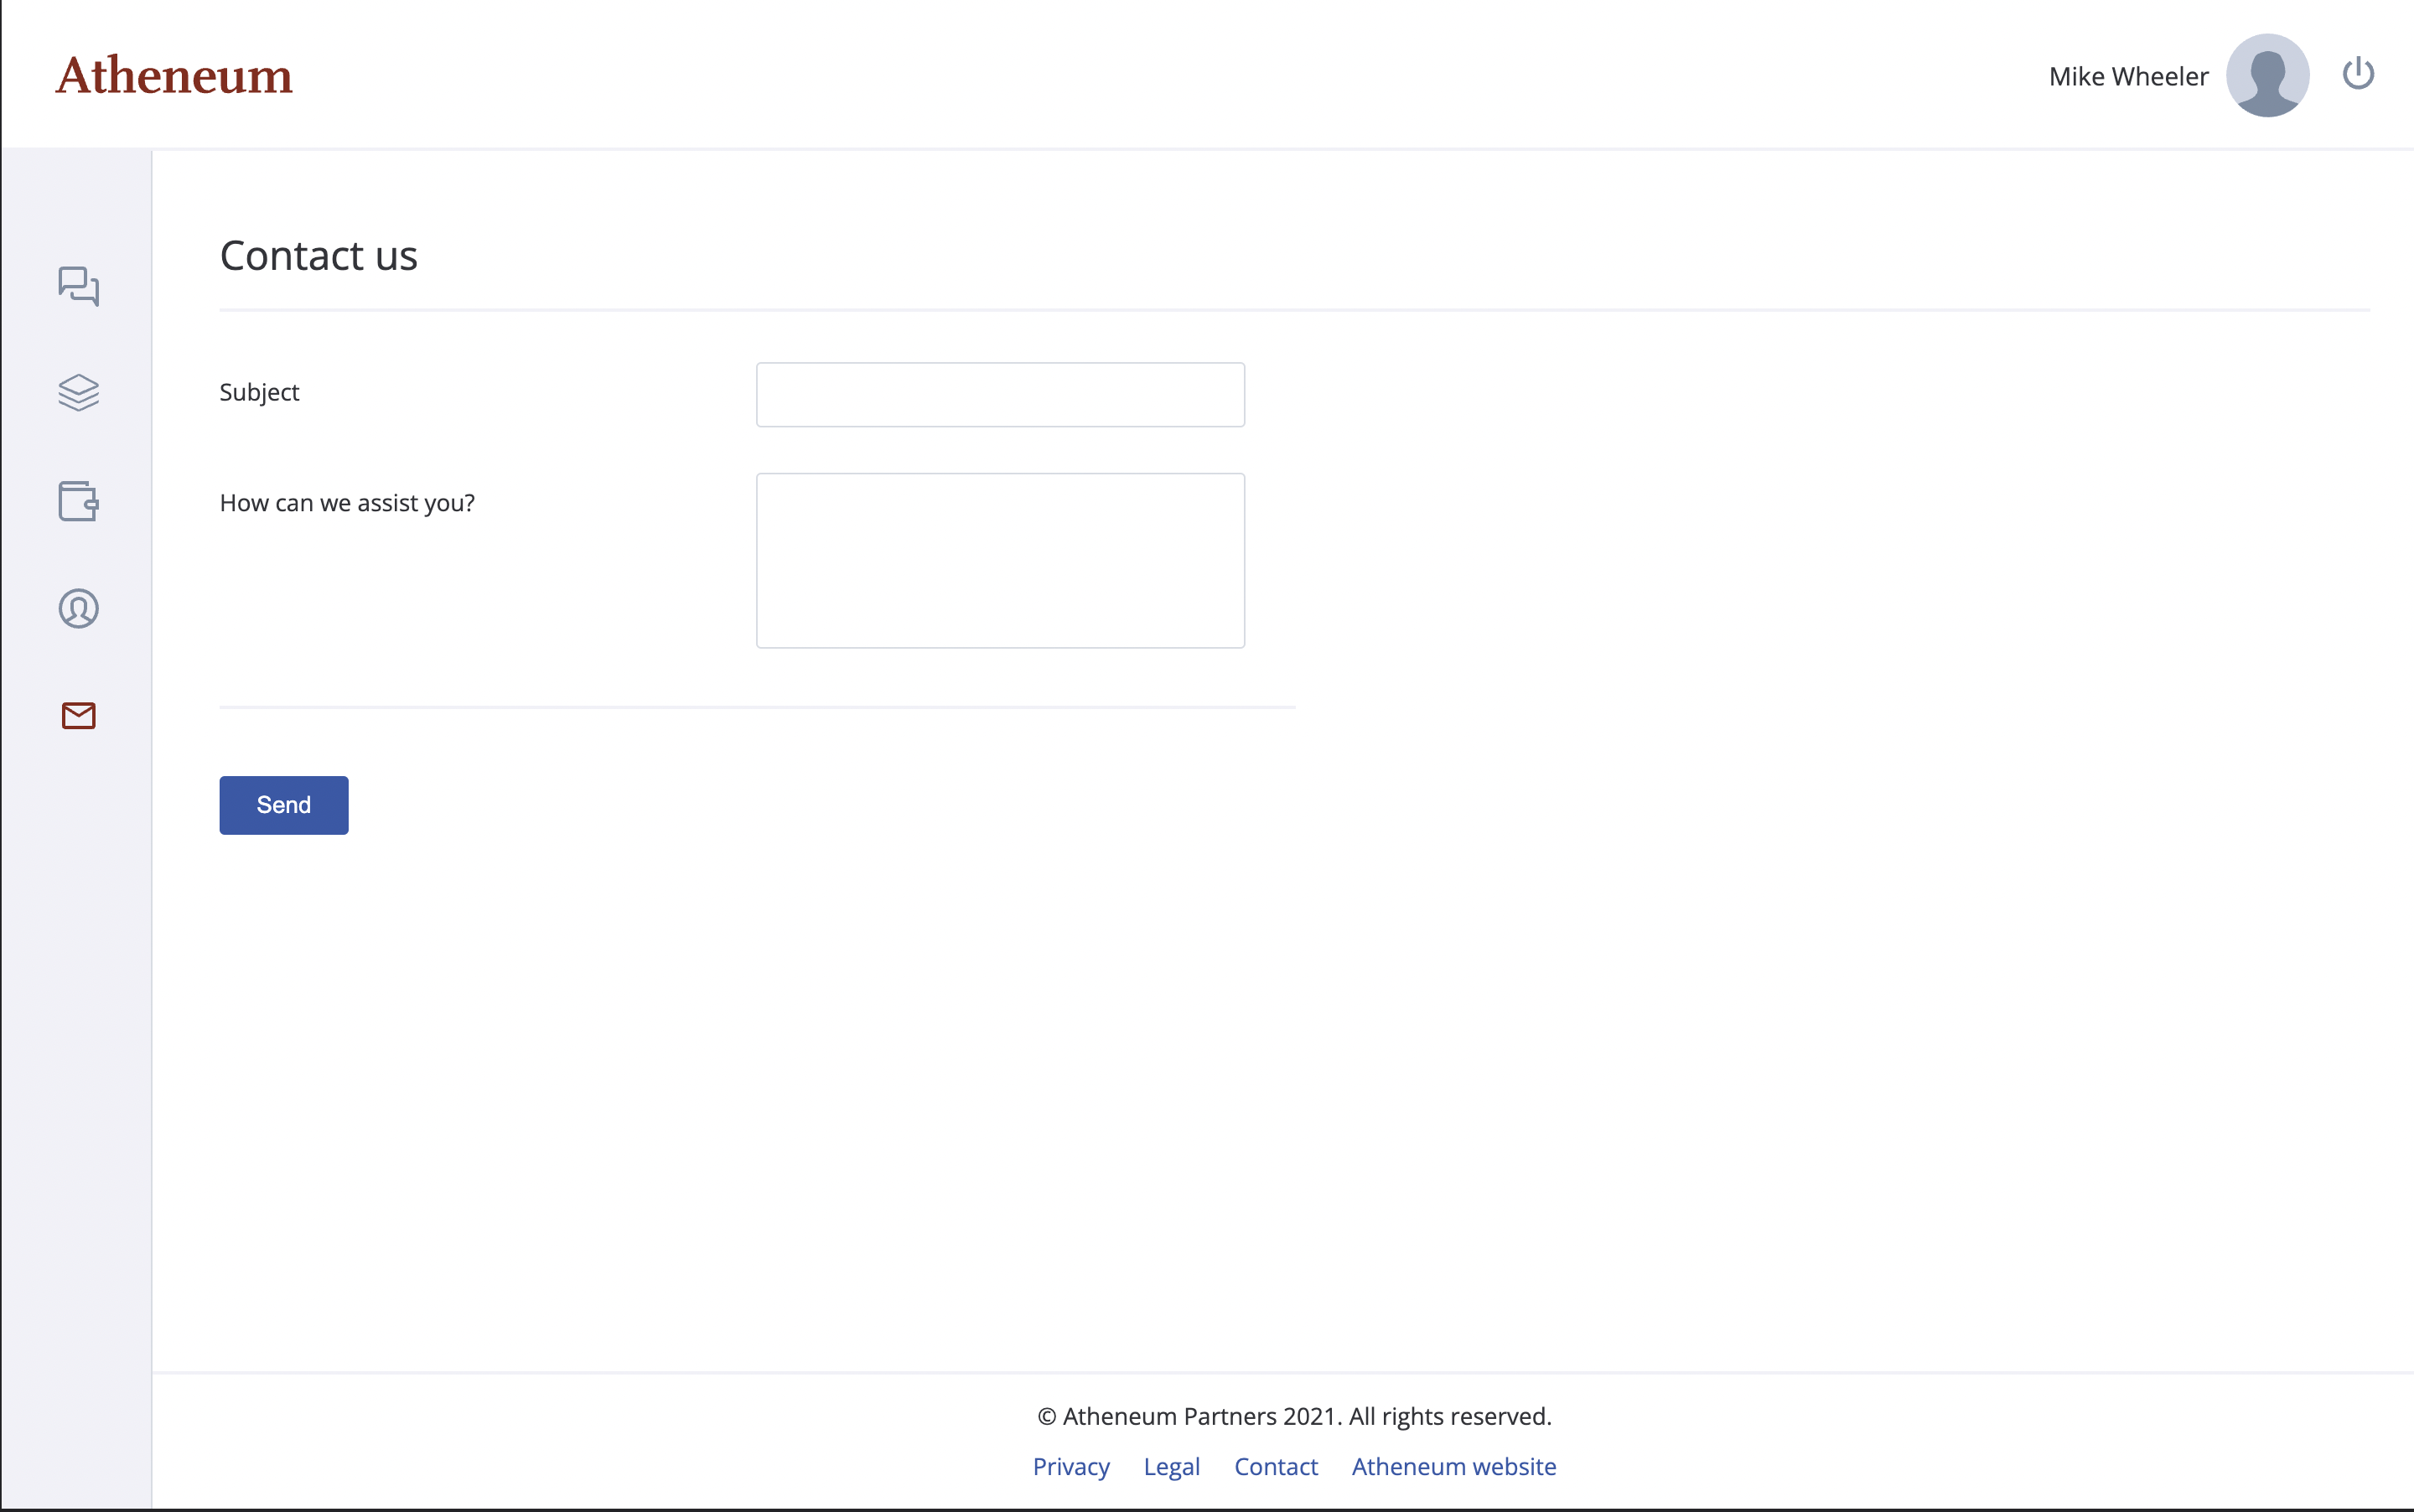 Atheneum
Mike Wheeler
Contact us
Subject
How can we assist you?
Send
© Atheneum Partners 2021. All rights reserved.
Privacy Legal Contact Atheneum website